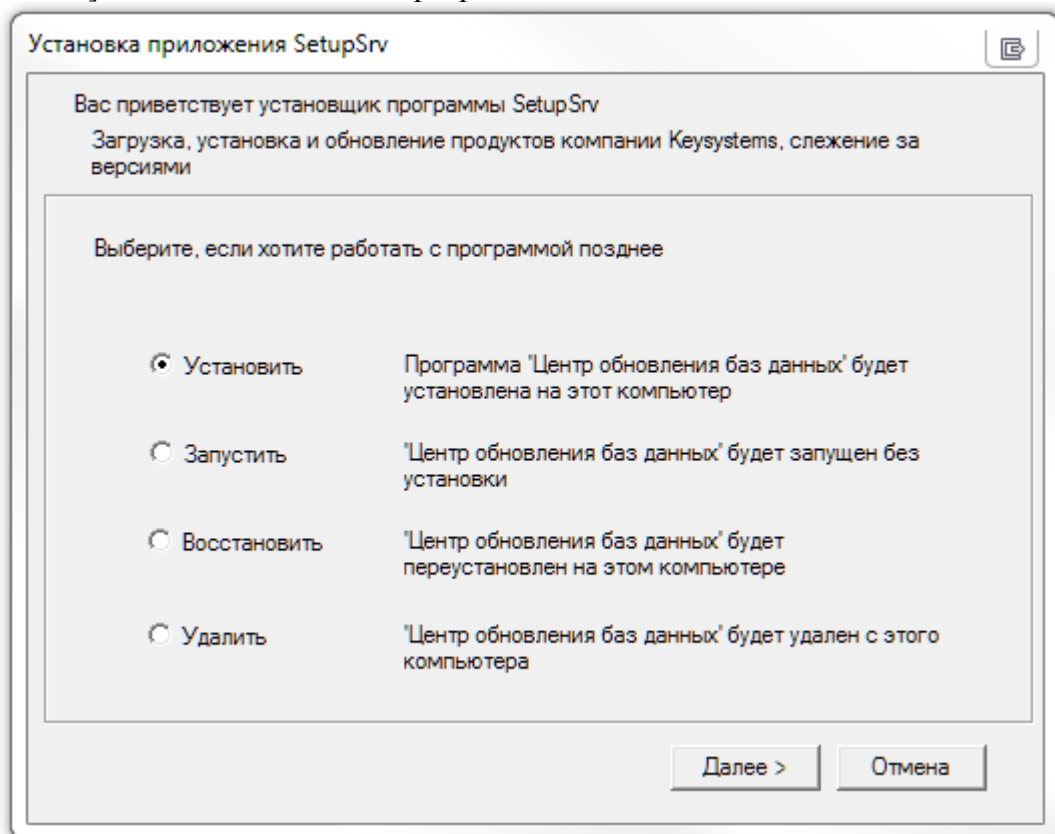 Установка приложения SetupSrv
Вас приветствует установщик программы SetupSrv
Загрузка, установка и обновление продуктов компании Keysystems, слежение за
версиями
Выберите, если хотите работать с программой позднее
Установить
Программа 'Центр обновления баз данных' будет
установлена на этот компьютер
Запустить
'Центр обновления баз данных' будет запущен без
установки
Восстановить
'Центр обновления баз данных' будет
переустановлен на этом компьютере
Удалить
'Центр обновления баз данных' будет удален с этого
компьютера
Далее >
Отмена